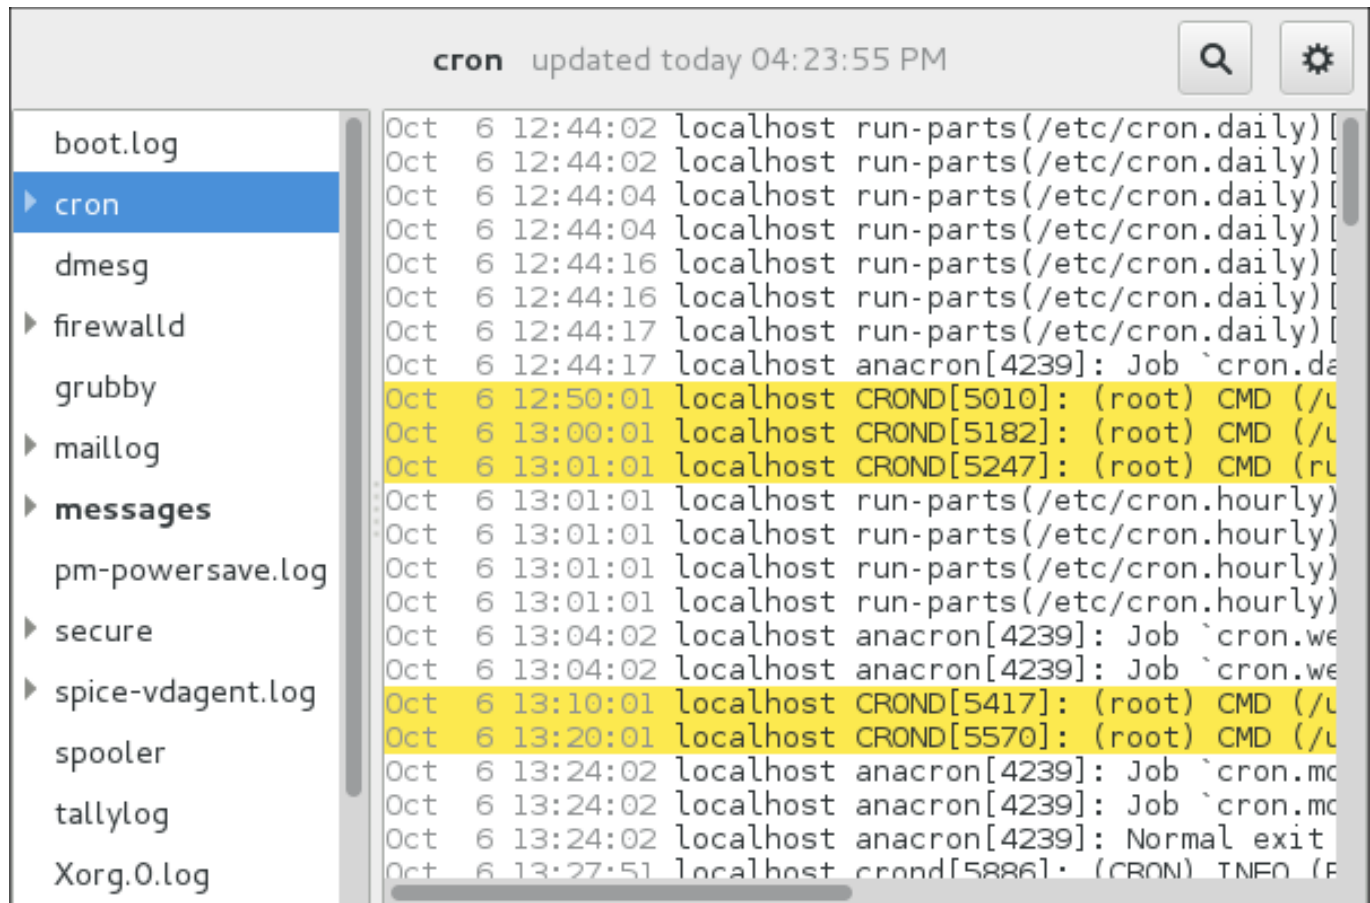 cron updated today 04:23:55 PM
boot.log
cron
dmesg
firewalld
grubby
maillog
messages
pm-powersave.log
secure
spice-vdagent.log
spooler
tallylog
Xorg.0.log
Oct  6 12:44:02 localhost run-parts(/etc/cron.daily)[
Oct  6 12:44:02 localhost run-parts(/etc/cron.daily)[
Oct  6 12:44:04 localhost run-parts(/etc/cron.daily)[
Oct  6 12:44:04 localhost run-parts(/etc/cron.daily)[
Oct  6 12:44:16 localhost run-parts(/etc/cron.daily)[
Oct  6 12:44:16 localhost run-parts(/etc/cron.daily)[
Oct  6 12:44:17 localhost run-parts(/etc/cron.daily)[
Oct  6 12:44:17 localhost anacron[4239]: Job `cron.da
Oct  6 12:50:01 localhost CROND[5010]: (root) CMD (/u
Oct  6 13:00:01 localhost CROND[5182]: (root) CMD (/u
Oct  6 13:01:01 localhost CROND[5247]: (root) CMD (ru
Oct  6 13:01:01 localhost run-parts(/etc/cron.hourly)
Oct  6 13:01:01 localhost run-parts(/etc/cron.hourly)
Oct  6 13:01:01 localhost run-parts(/etc/cron.hourly)
Oct  6 13:01:01 localhost run-parts(/etc/cron.hourly)
Oct  6 13:04:02 localhost anacron[4239]: Job `cron.we
Oct  6 13:04:02 localhost anacron[4239]: Job `cron.we
Oct  6 13:10:01 localhost CROND[5417]: (root) CMD (/u
Oct  6 13:20:01 localhost CROND[5570]: (root) CMD (/u
Oct  6 13:24:02 localhost anacron[4239]: Job `cron.mo
Oct  6 13:24:02 localhost anacron[4239]: Job `cron.mo
Oct  6 13:24:02 localhost anacron[4239]: Normal exit
Oct  6 13:27:51 localhost crond[5886]: (CRON) INFO (